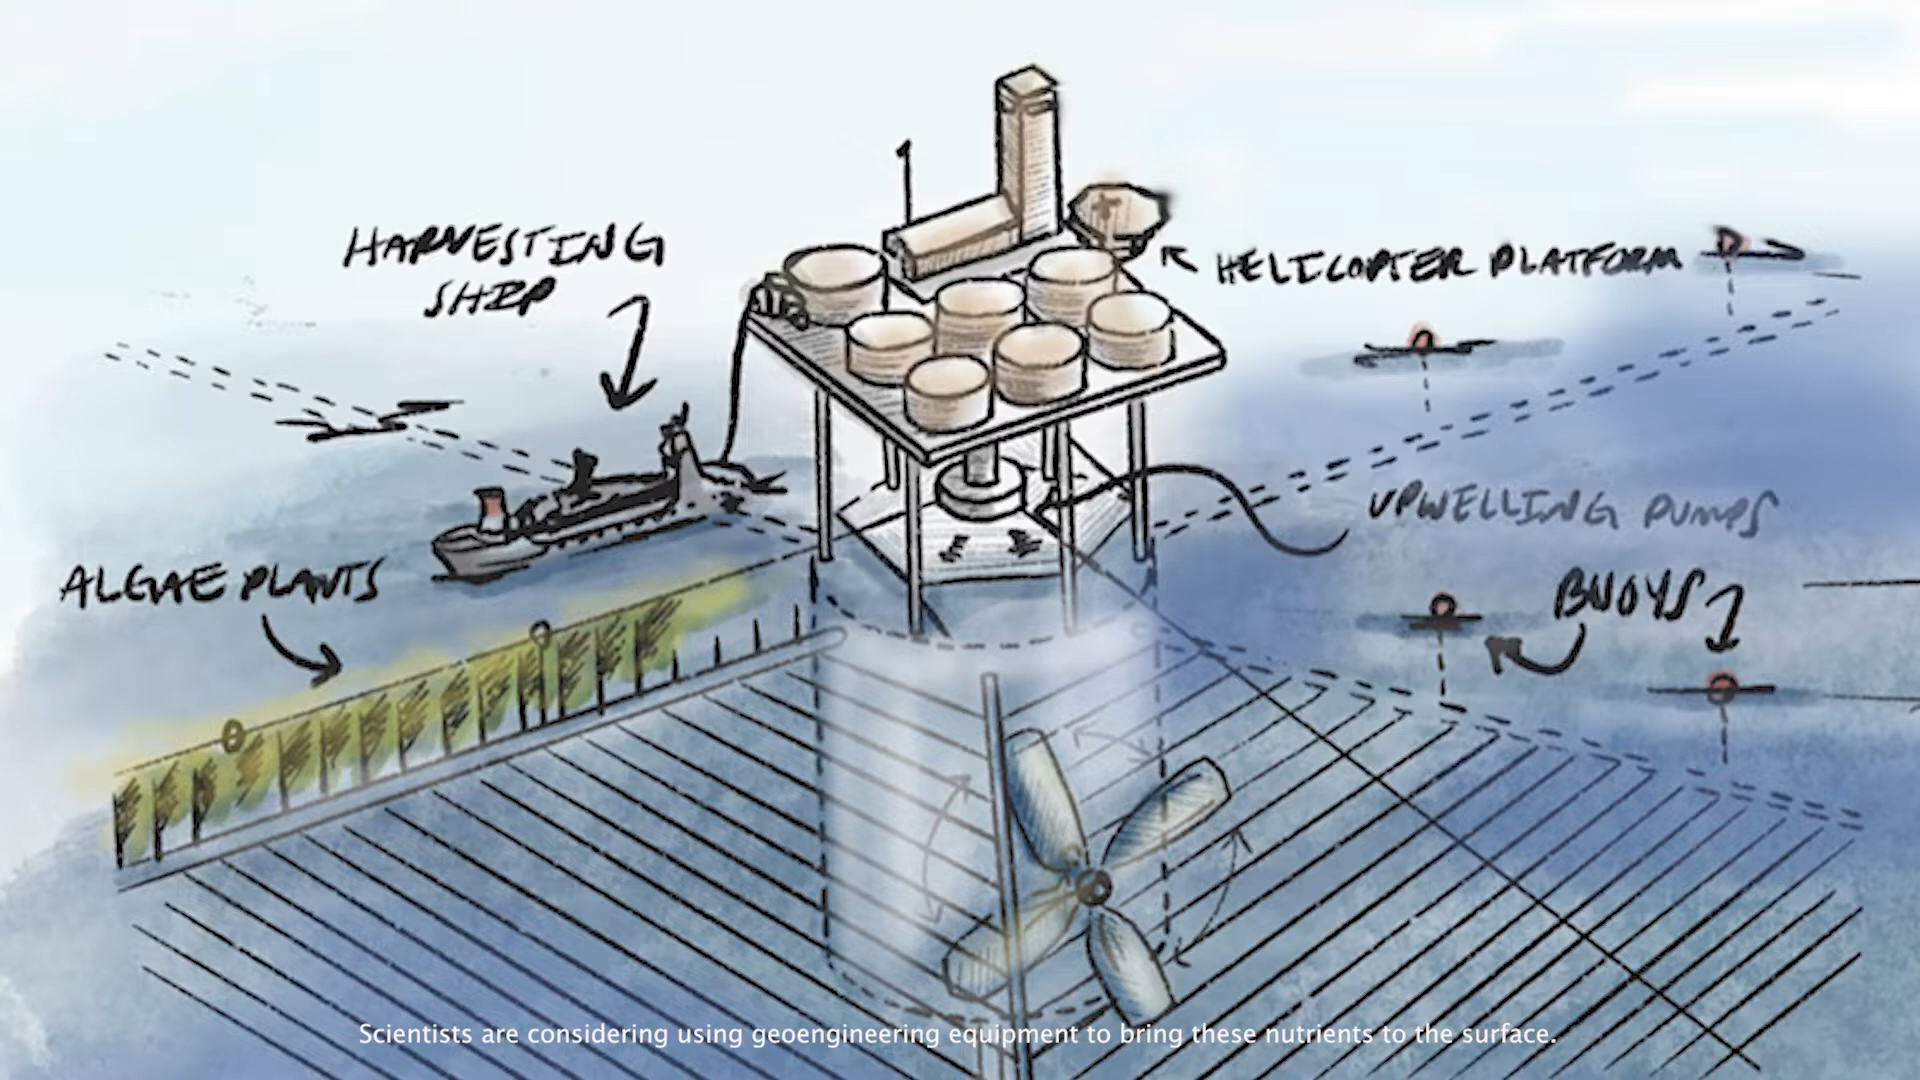 HARVESTING
SHIP
HELICOPTER PLATFORM
UPWELLING PUMPS
ALGAE PLANTS
BUOYS
Scientists are considering using geoengineering equipment to bring these nutrients to the surface.